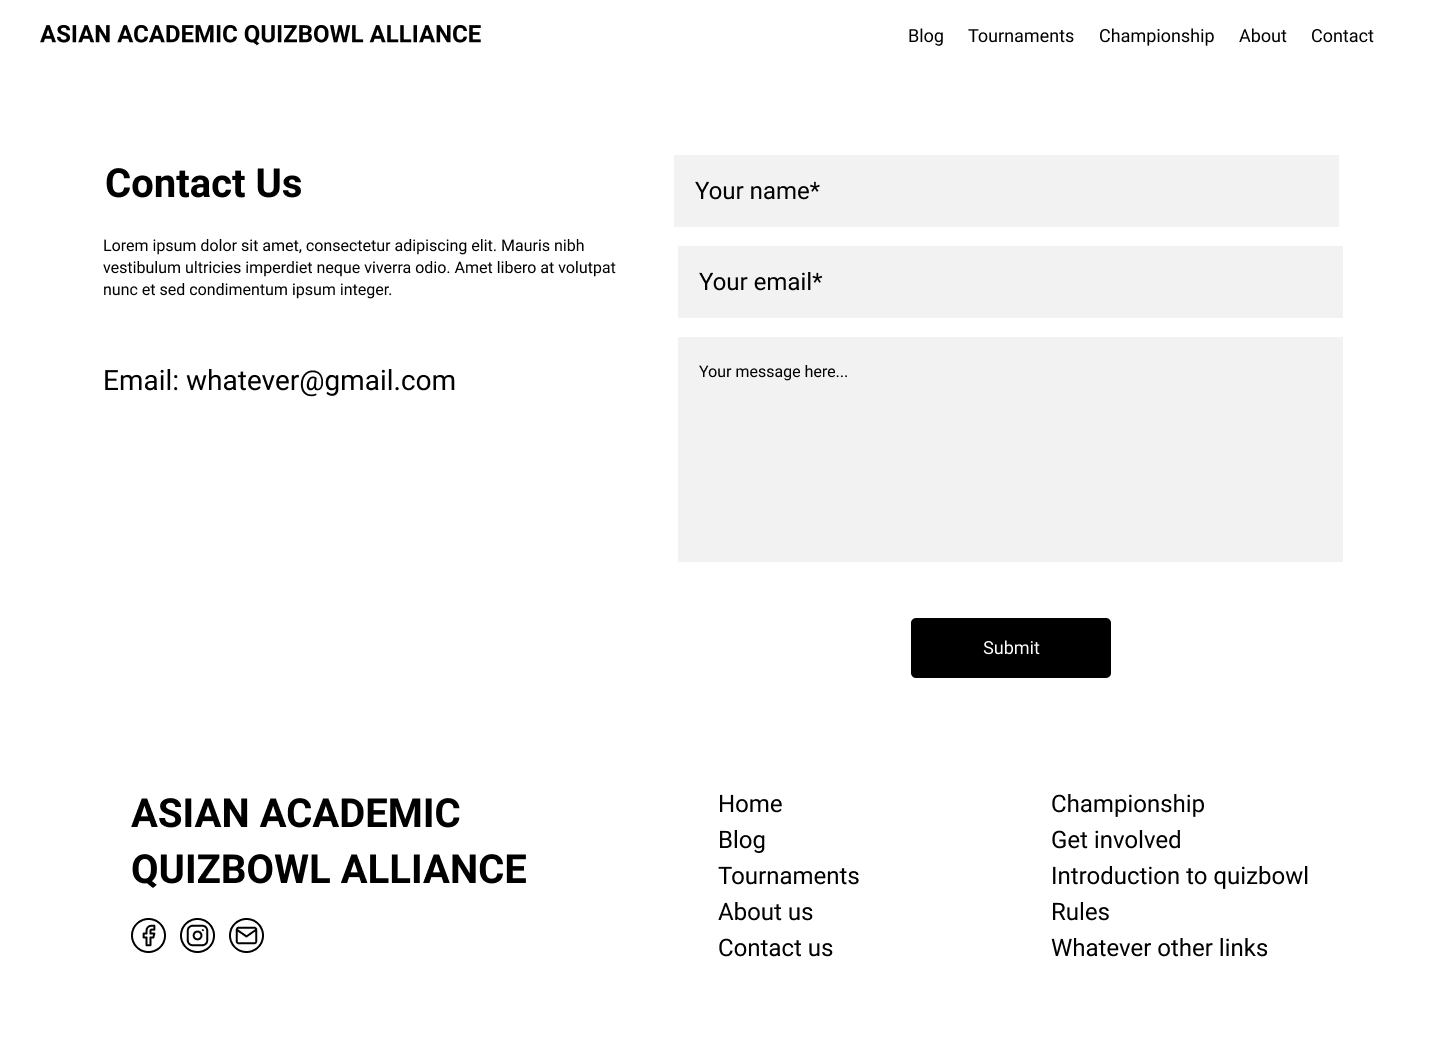 ASIAN ACADEMIC QUIZBOWL ALLIANCE
Blog Tournaments Championship About Contact
Contact Us
Lorem ipsum dolor sit amet, consectetur adipiscing elit. Mauris nibh
vestibulum ultricies imperdiet neque viverra odio. Amet libero at volutpat
nunc et sed condimentum ipsum integer.
Email: whatever@gmail.com
Your name*
Your email*
Your message here...
Submit
ASIAN ACADEMIC
QUIZBOWL ALLIANCE
Home
Blog
Tournaments
About us
Contact us
Championship
Get involved
Introduction to quizbowl
Rules
Whatever other links